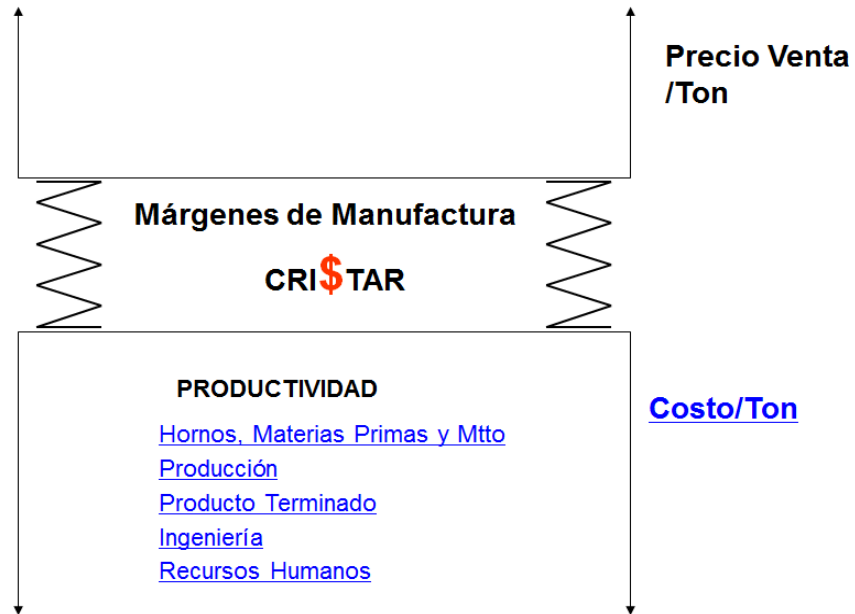 Precio Venta
/Ton
Márgenes de Manufactura
CRI$TAR
PRODUCTIVIDAD
Costo/Ton
Hornos, Materias Primas y Mtto
Producción
Producto Terminado
Ingeniería
Recursos Humanos